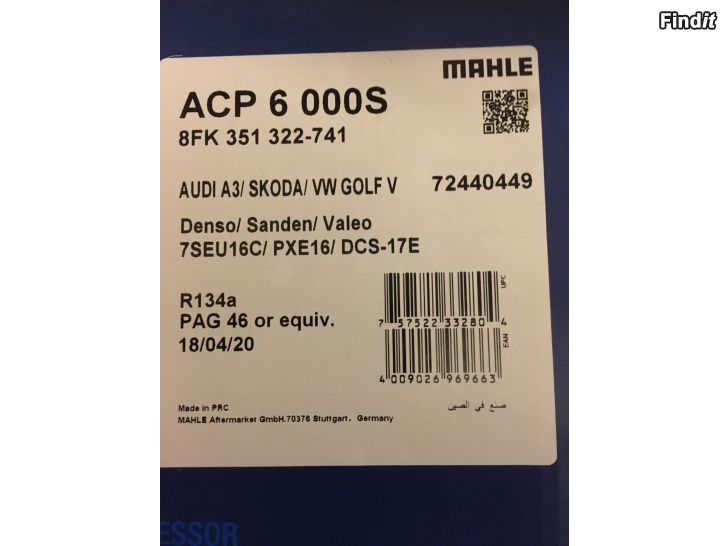 Findit
MAHLE
ACP 6 000S
8FK 351 322-741
AUDI A3/ SKODA/ VW GOLF V 72440449
Denso/ Sanden/ Valeo
7SEU16C/ PXE16/ DCS-17E
R134a
PAG 46 or equiv.
18/04/20
UPC
7 57522 33280 4
EAN
4 009026 969663
Made in PRC
صنع في الصين
MAHLE Aftermarket GmbH.70376 Stuttgart, Germany
ESSOR